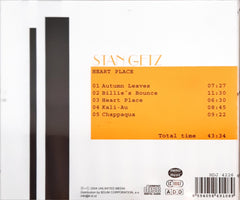 STAN GETZ
HEART PLACE
01 Autumn Leaves 07:27
02 Billie's Bounce 11:30
03 Heart Place 06:30
04 Kali-Au 08:45
05 Chappaqua 09:22
Total time 43:34